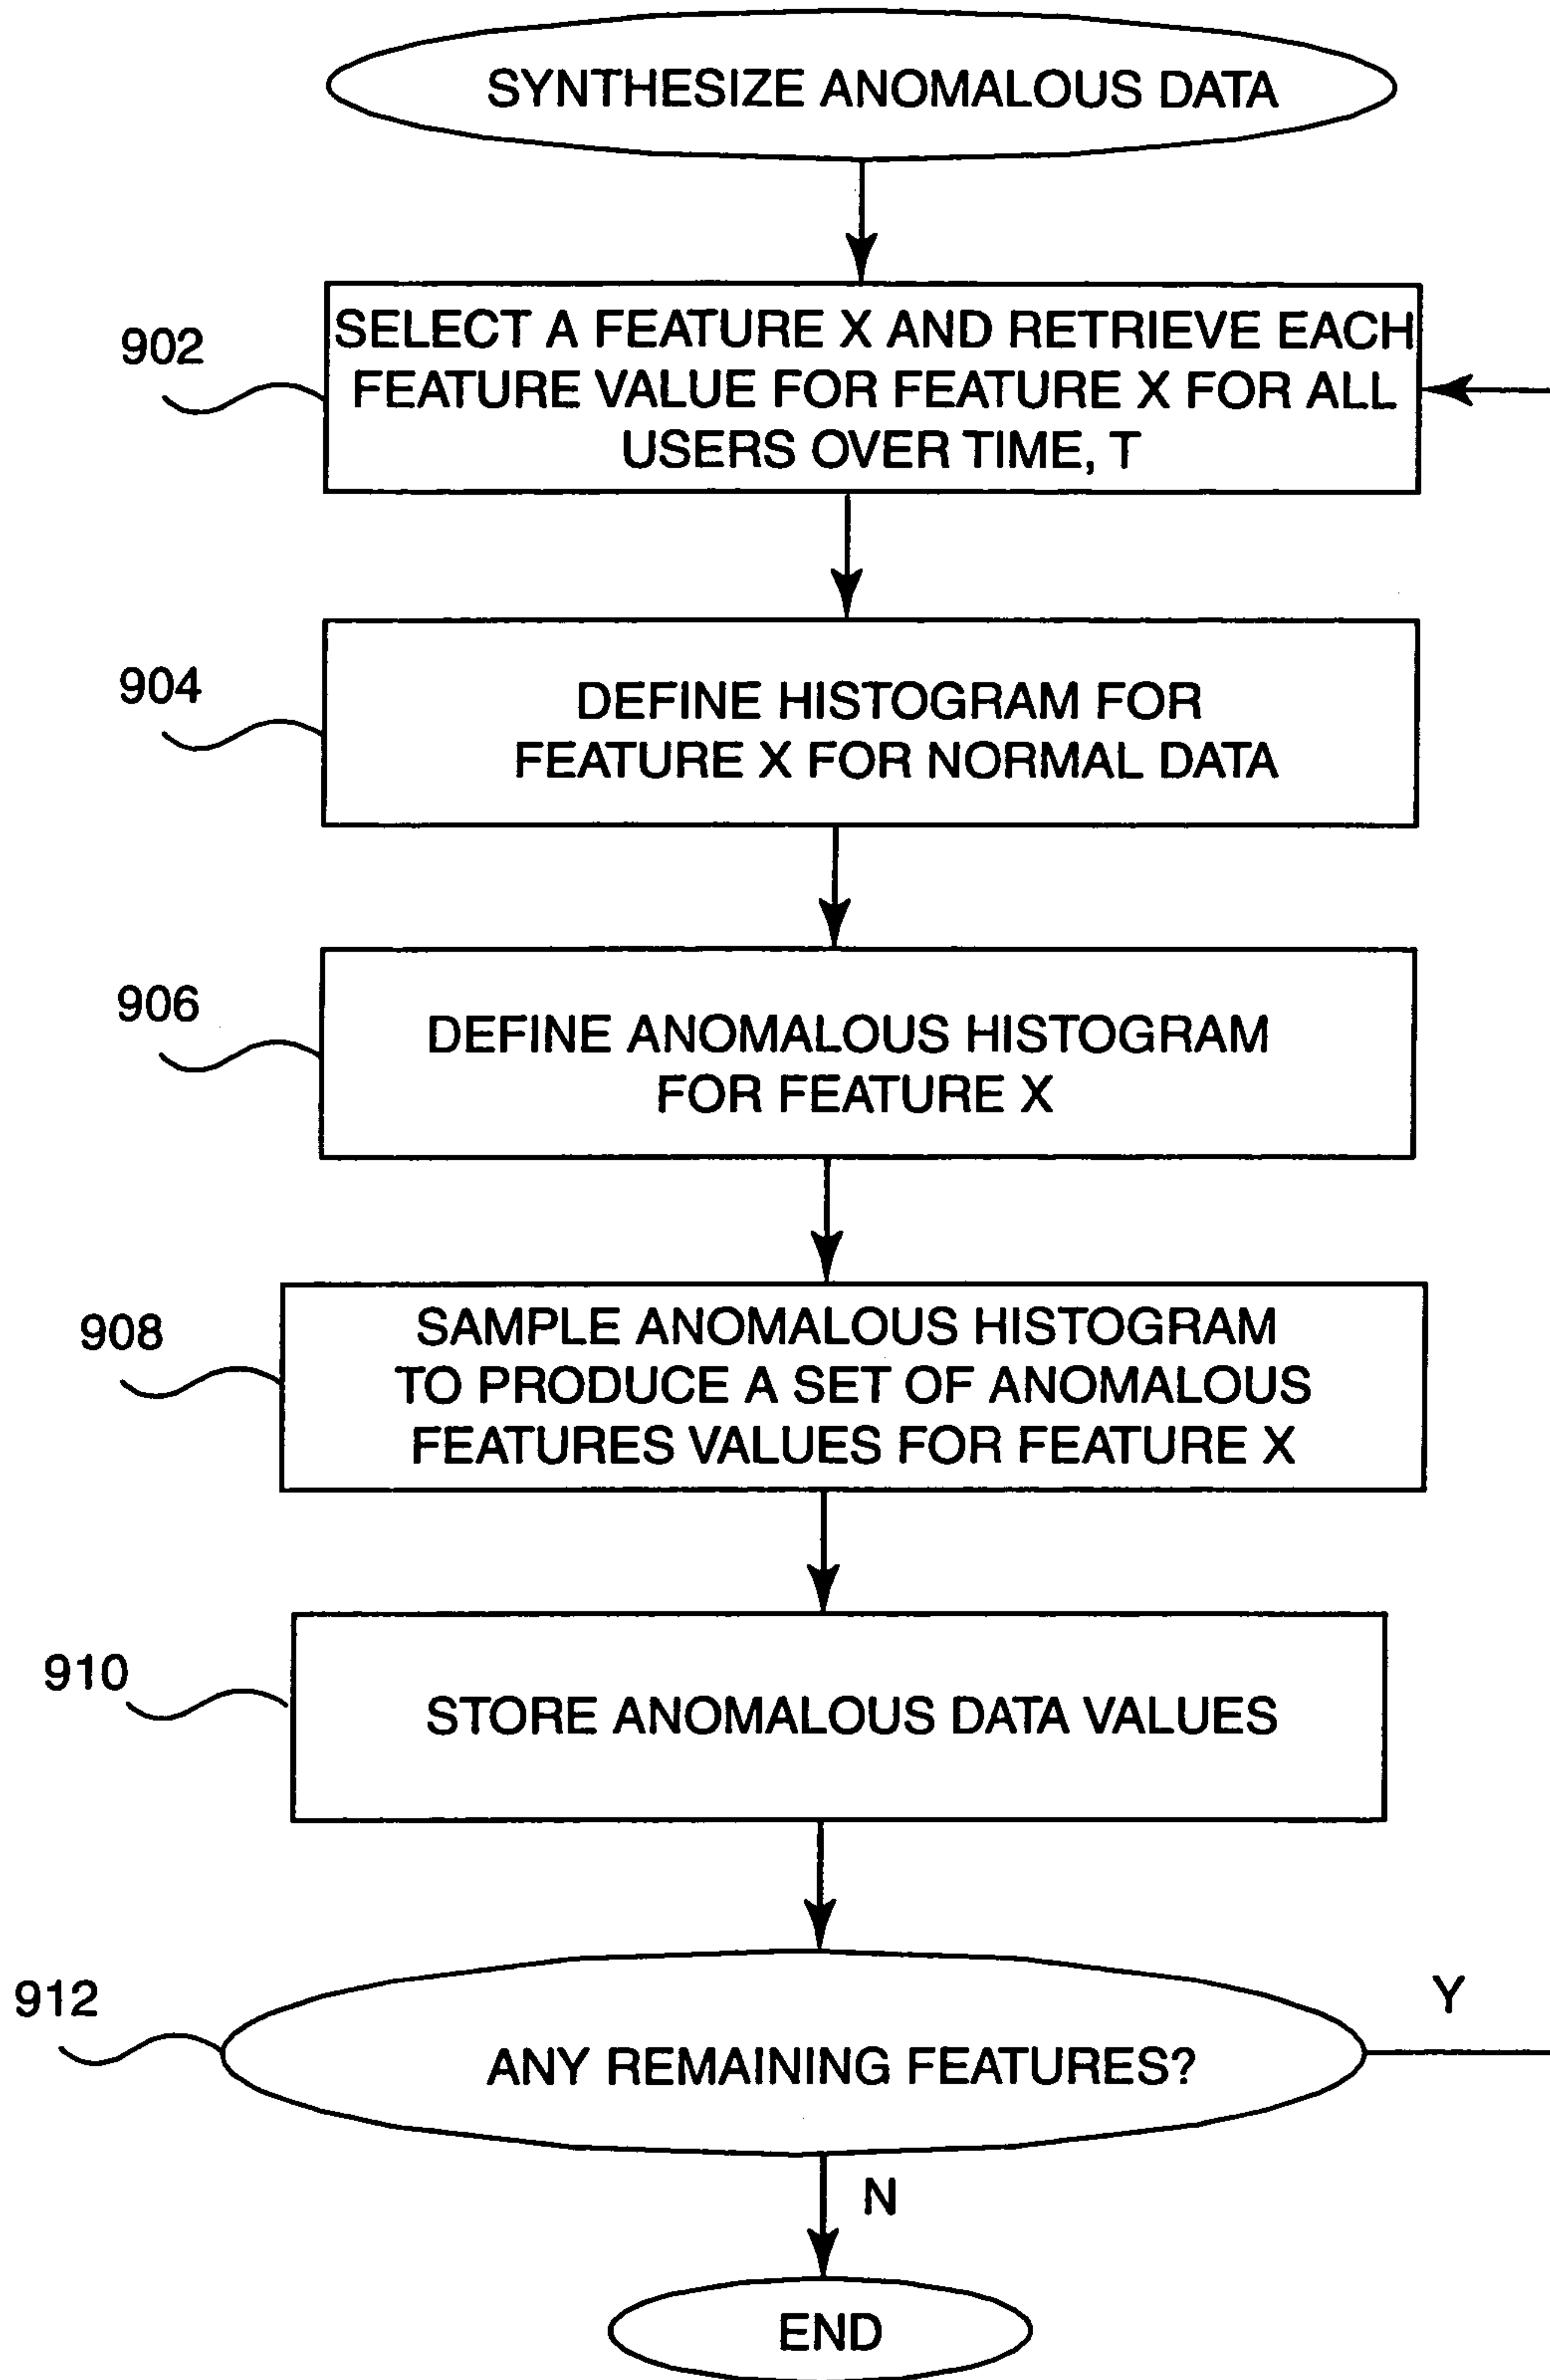 SYNTHESIZE ANOMALOUS DATA
902
SELECT A FEATURE X AND RETRIEVE EACH
FEATURE VALUE FOR FEATURE X FOR ALL
USERS OVER TIME, T
904
DEFINE HISTOGRAM FOR
FEATURE X FOR NORMAL DATA
906
DEFINE ANOMALOUS HISTOGRAM
FOR FEATURE X
908
SAMPLE ANOMALOUS HISTOGRAM
TO PRODUCE A SET OF ANOMALOUS
FEATURES VALUES FOR FEATURE X
910
STORE ANOMALOUS DATA VALUES
912
ANY REMAINING FEATURES?
Y
N
END